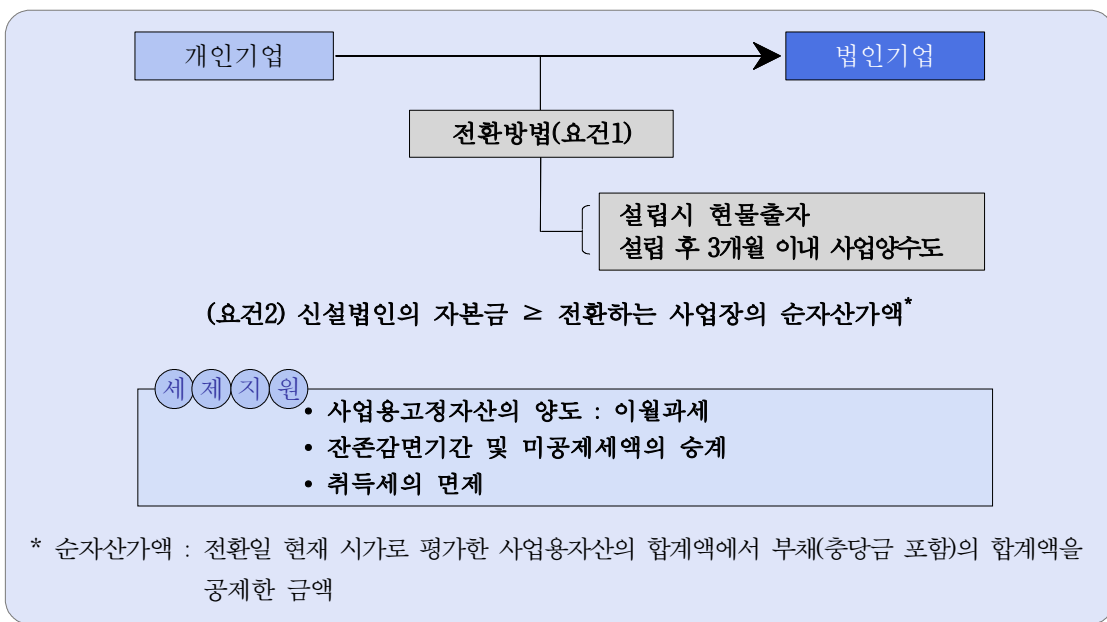 개인기업
법인기업
전환방법(요건1)
설립시 현물출자
설립 후 3개월 이내 사업양수도
(요건2) 신설법인의 자본금 ≥ 전환하는 사업장의 순자산가액*
세제지원
• 사업용고정자산의 양도 : 이월과세
• 잔존감면기간 및 미공제세액의 승계
• 취득세의 면제
* 순자산가액 : 전환일 현재 시가로 평가한 사업용자산의 합계액에서 부채(충당금 포함)의 합계액을
공제한 금액